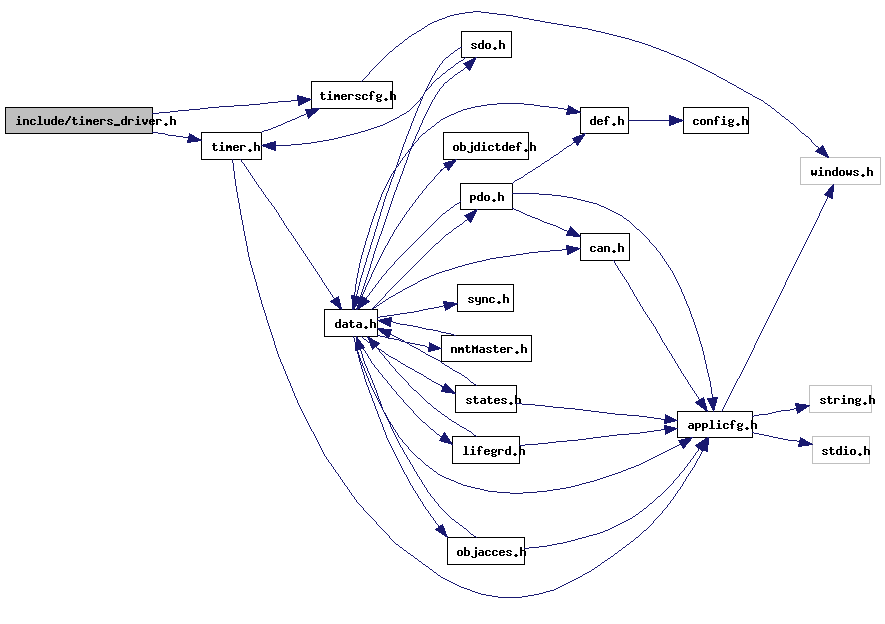 sdo.h
timerscfg.h
include/timers_driver.h
def.h
config.h
timer.h
objdictdef.h
windows.h
pdo.h
can.h
sync.h
data.h
nmtMaster.h
states.h
string.h
applicfg.h
lifegrd.h
stdio.h
objacces.h